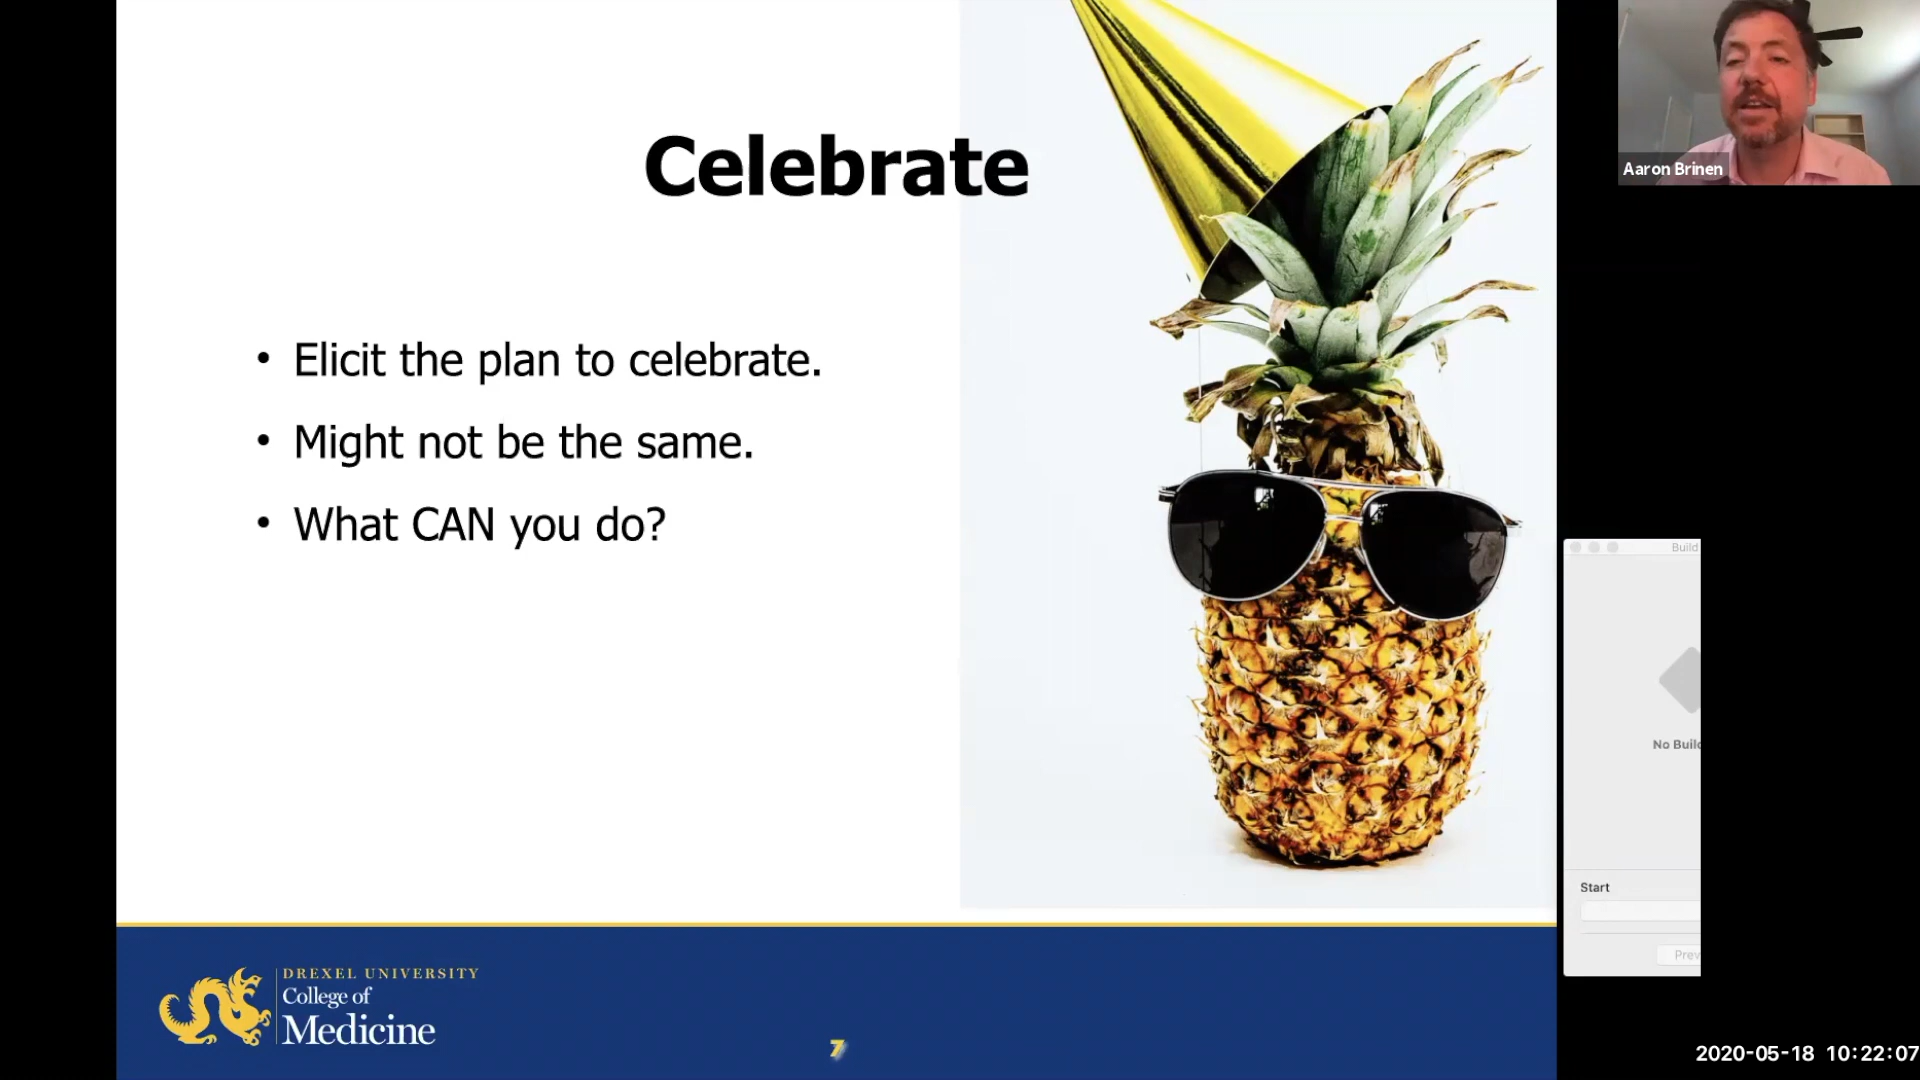 Celebrate
• Elicit the plan to celebrate.
• Might not be the same.
• What CAN you do?
DREXEL UNIVERSITY
College of
Medicine
7
Aaron Brinen
Build
No Build
Start
Prev
2020-05-18 10:22:07